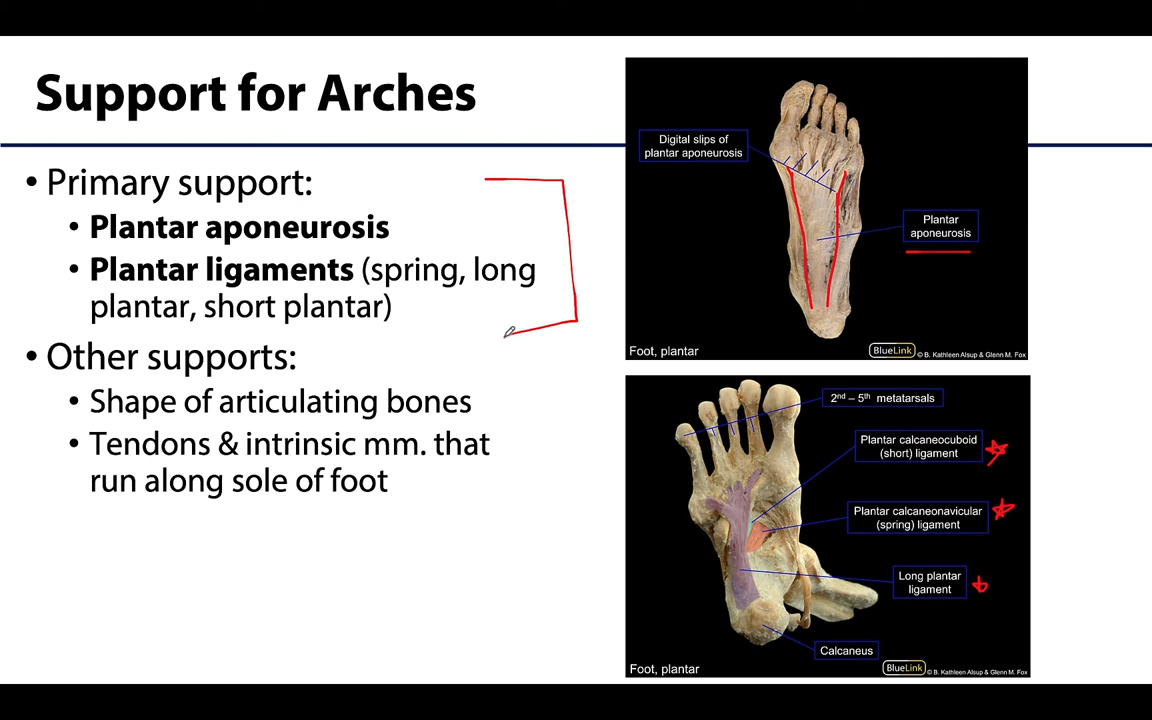 Support for Arches
• Primary support:
• Plantar aponeurosis
• Plantar ligaments (spring, long
plantar, short plantar)
• Other supports:
• Shape of articulating bones
• Tendons & intrinsic mm. that
run along sole of foot
Digital slips of
plantar aponeurosis
Plantar
aponeurosis
Foot, plantar
BlueLink © B. Kathleen Alsup & Glenn M. Fox
2nd – 5th metatarsals
Plantar calcaneocuboid
(short) ligament
Plantar calcaneonavicular
(spring) ligament
Long plantar
ligament
Calcaneus
Foot, plantar
BlueLink © B. Kathleen Alsup & Glenn M. Fox